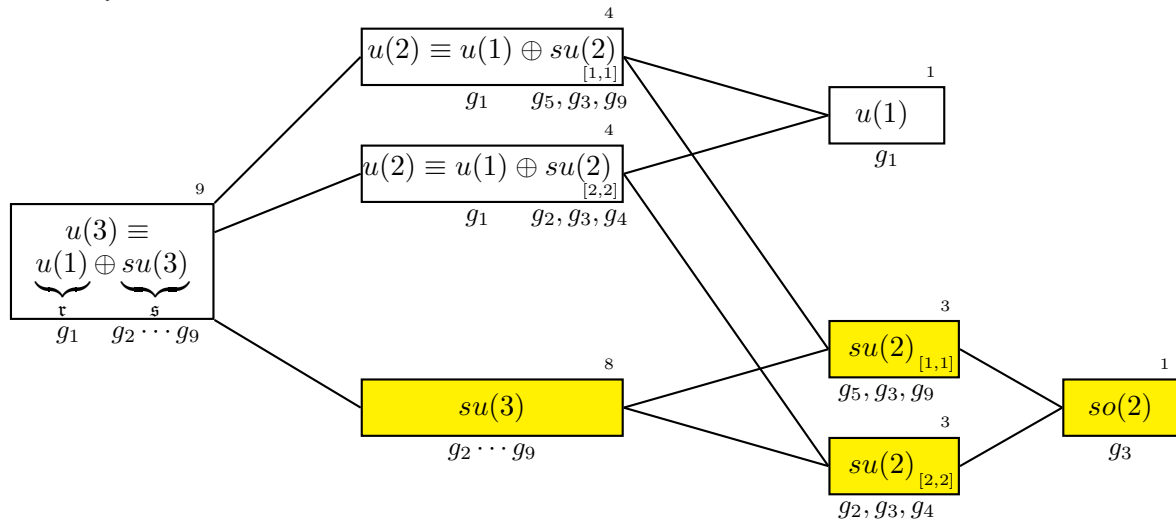 4
u(2) ≡ u(1) ⊕ su(2)
[1,1]
g₁ g₅, g₃, g₉
4
u(2) ≡ u(1) ⊕ su(2)
[2,2]
g₁ g₂, g₃, g₄
1
u(1)
g₁
9
u(3) ≡
u(1) ⊕ su(3)
𝔯 𝔰
g₁ g₂ ⋯ g₉
8
su(3)
g₂ ⋯ g₉
3
su(2)[1,1]
g₅, g₃, g₉
3
su(2)[2,2]
g₂, g₃, g₄
1
so(2)
g₃